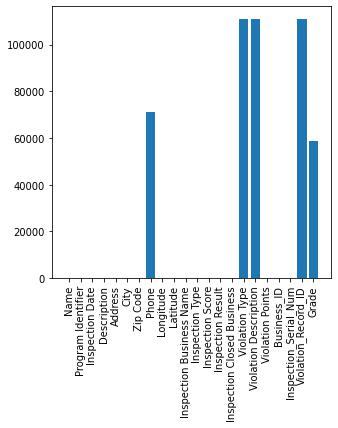 100000
80000
60000
40000
20000
0
Name
Program Identifier
Inspection Date
Description
Address
City
Zip Code
Phone
Longitude
Latitude
Inspection Business Name
Inspection Type
Inspection Score
Inspection Result
Inspection Closed Business
Violation Type
Violation Description
Violation Points
Business_ID
Inspection_Serial_Num
Violation_Record_ID
Grade